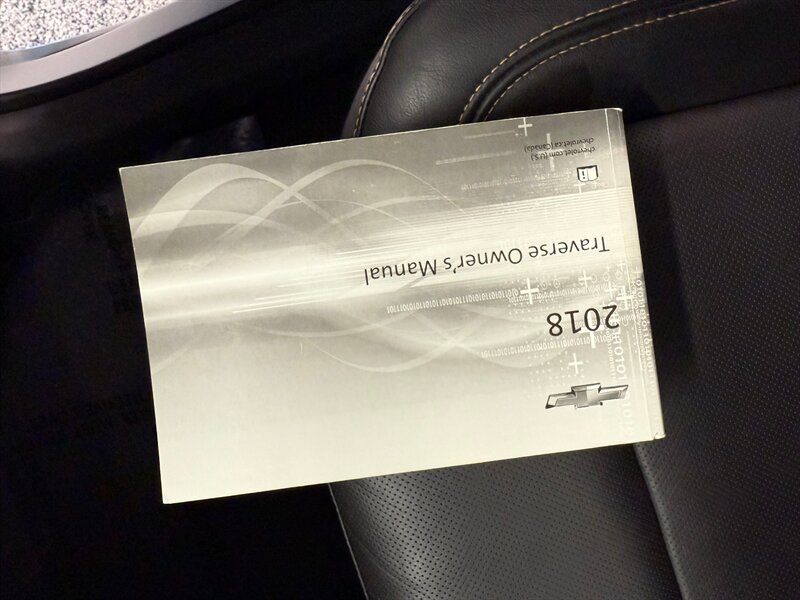 2018
Traverse Owner's Manual
chevrolet.com (U.S.)
chevrolet.ca (Canada)